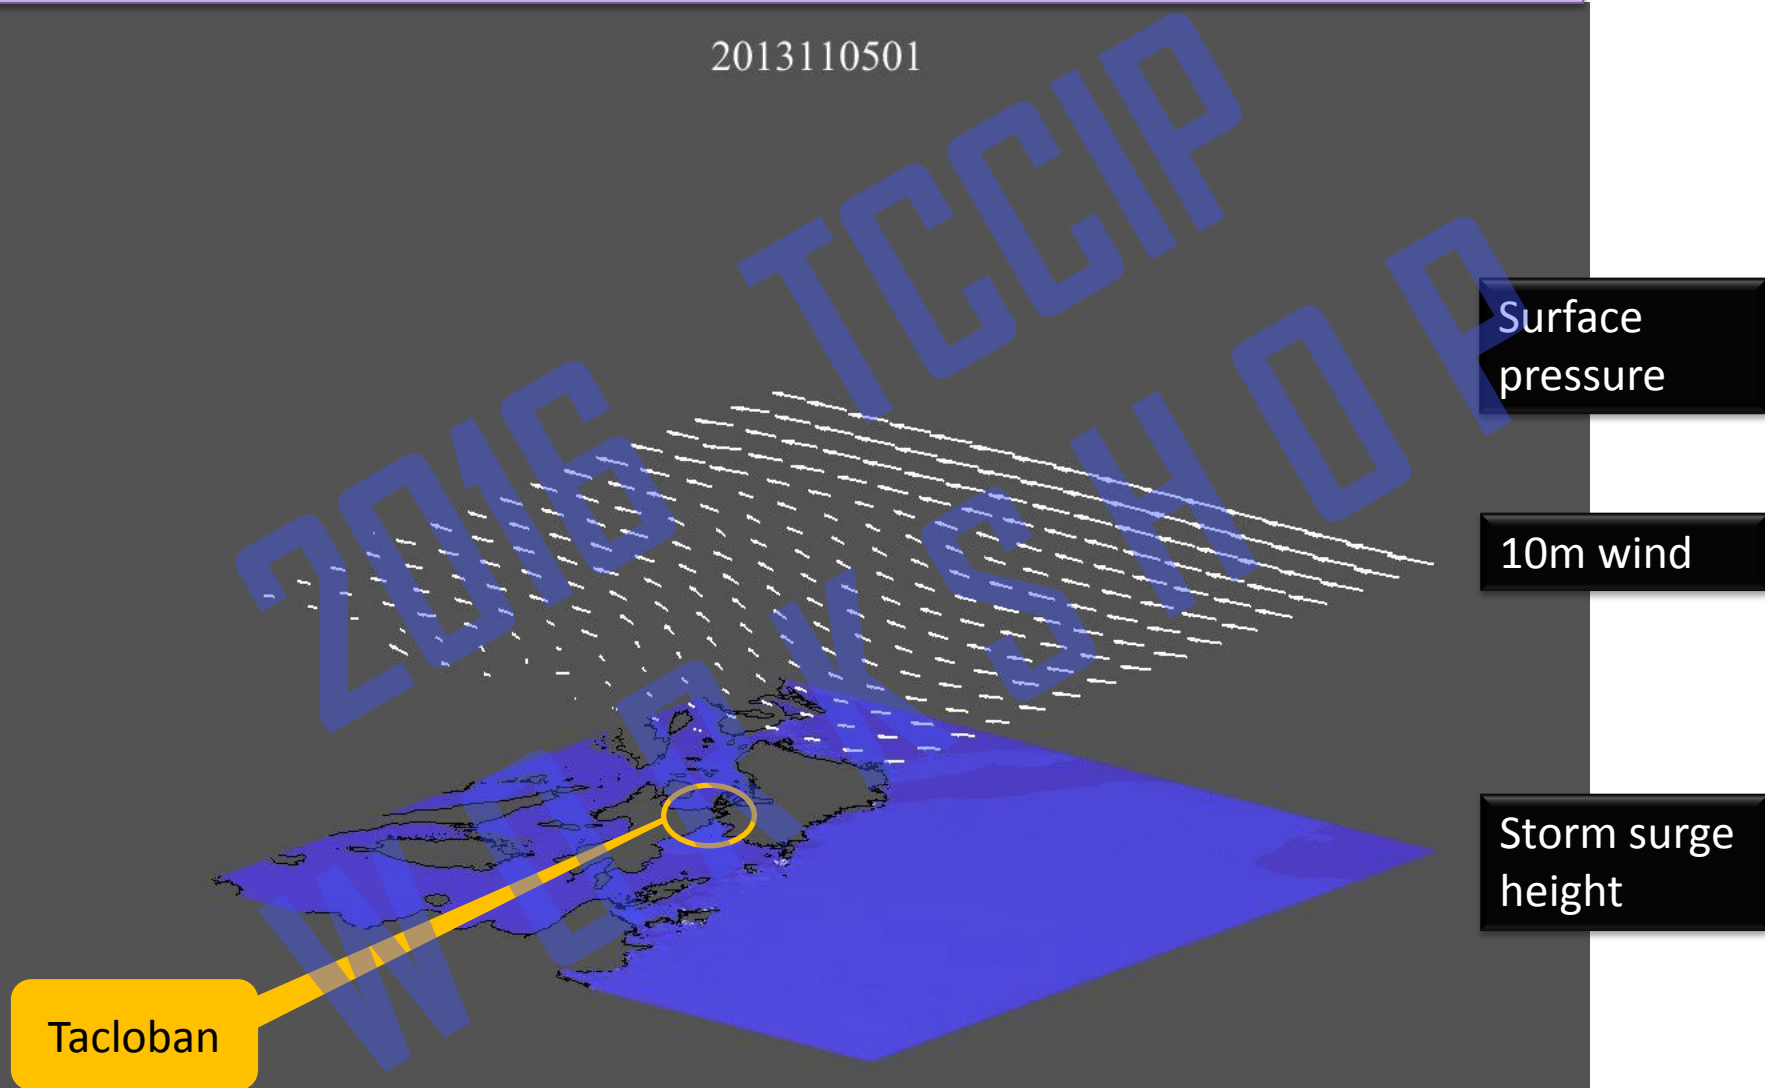 2013110501
Surface
pressure
10m wind
Storm surge
height
Tacloban
2016 TCCIP
WORKSHOP